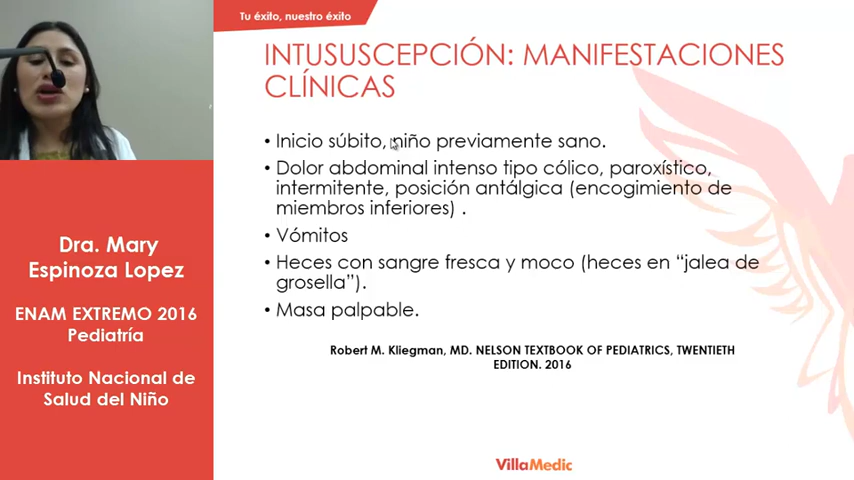 Tu éxito, nuestro éxito
INTUSUSCEPCIÓN: MANIFESTACIONES
CLÍNICAS
• Inicio súbito, niño previamente sano.
• Dolor abdominal intenso tipo cólico, paroxístico,
intermitente, posición antálgica (encogimiento de
miembros inferiores) .
• Vómitos
• Heces con sangre fresca y moco (heces en “jalea de
grosella”).
• Masa palpable.
Robert M. Kliegman, MD. NELSON TEXTBOOK OF PEDIATRICS, TWENTIETH
EDITION. 2016
Dra. Mary
Espinoza Lopez
ENAM EXTREMO 2016
Pediatría
Instituto Nacional de
Salud del Niño
VillaMedic